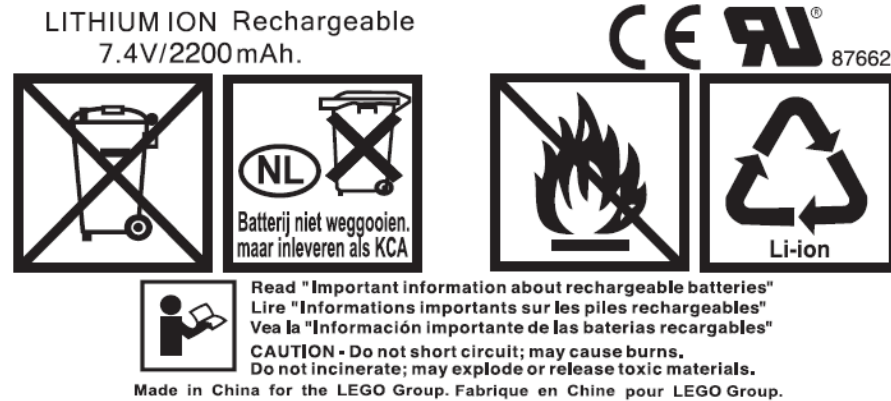 LITHIUM ION Rechargeable
7.4V/2200 mAh.
CE RU ®
87662
NL
Batterij niet weggooien.
maar inleveren als KCA
Li-ion
Read "Important information about rechargeable batteries"
Lire "Informations importants sur les piles rechargeables"
Vea la "Información importante de las baterias recargables"
CAUTION - Do not short circuit; may cause burns.
Do not incinerate; may explode or release toxic materials.
Made in China for the LEGO Group. Fabrique en Chine pour LEGO Group.